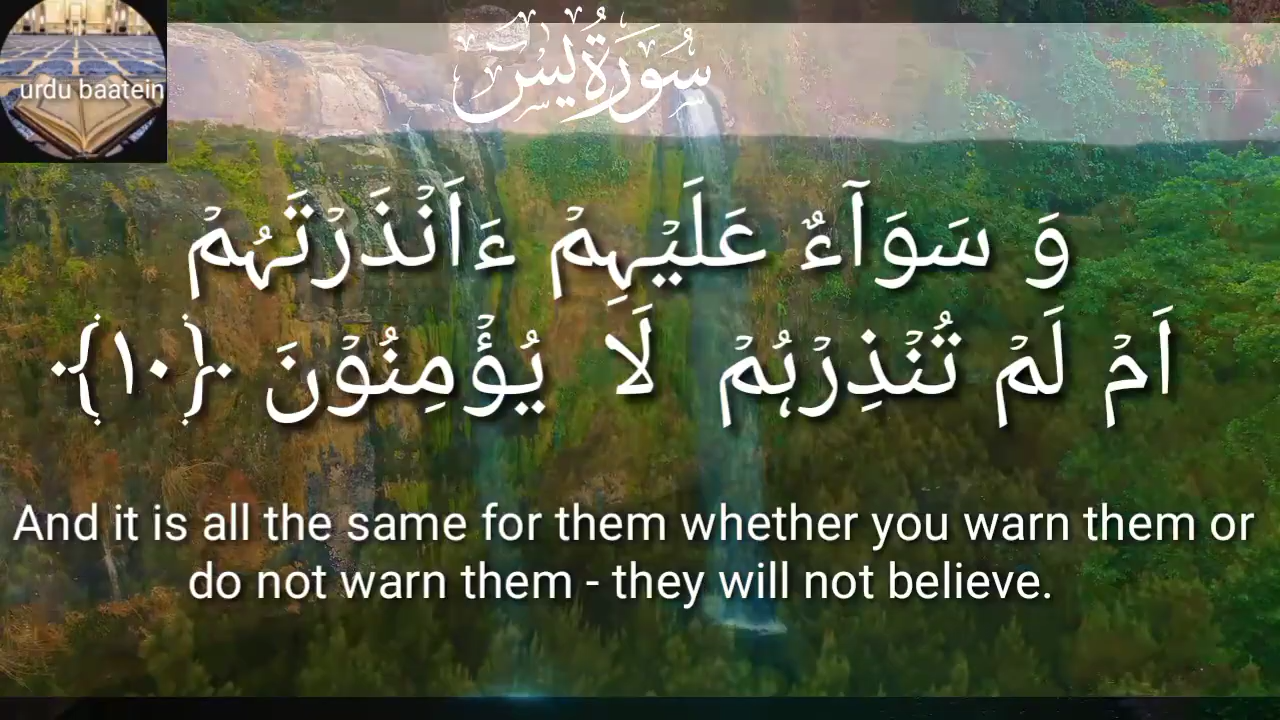 سُوۡرَةُ يٰسٓ
urdu baatein
وَ سَوَآءٌ عَلَیۡہِمۡ ءَاَنۡذَرۡتَہُمۡ
اَمۡ لَمۡ تُنۡذِرۡہُمۡ لَا یُؤۡمِنُوۡنَ ﴿۱۰﴾
And it is all the same for them whether you warn them or
do not warn them - they will not believe.